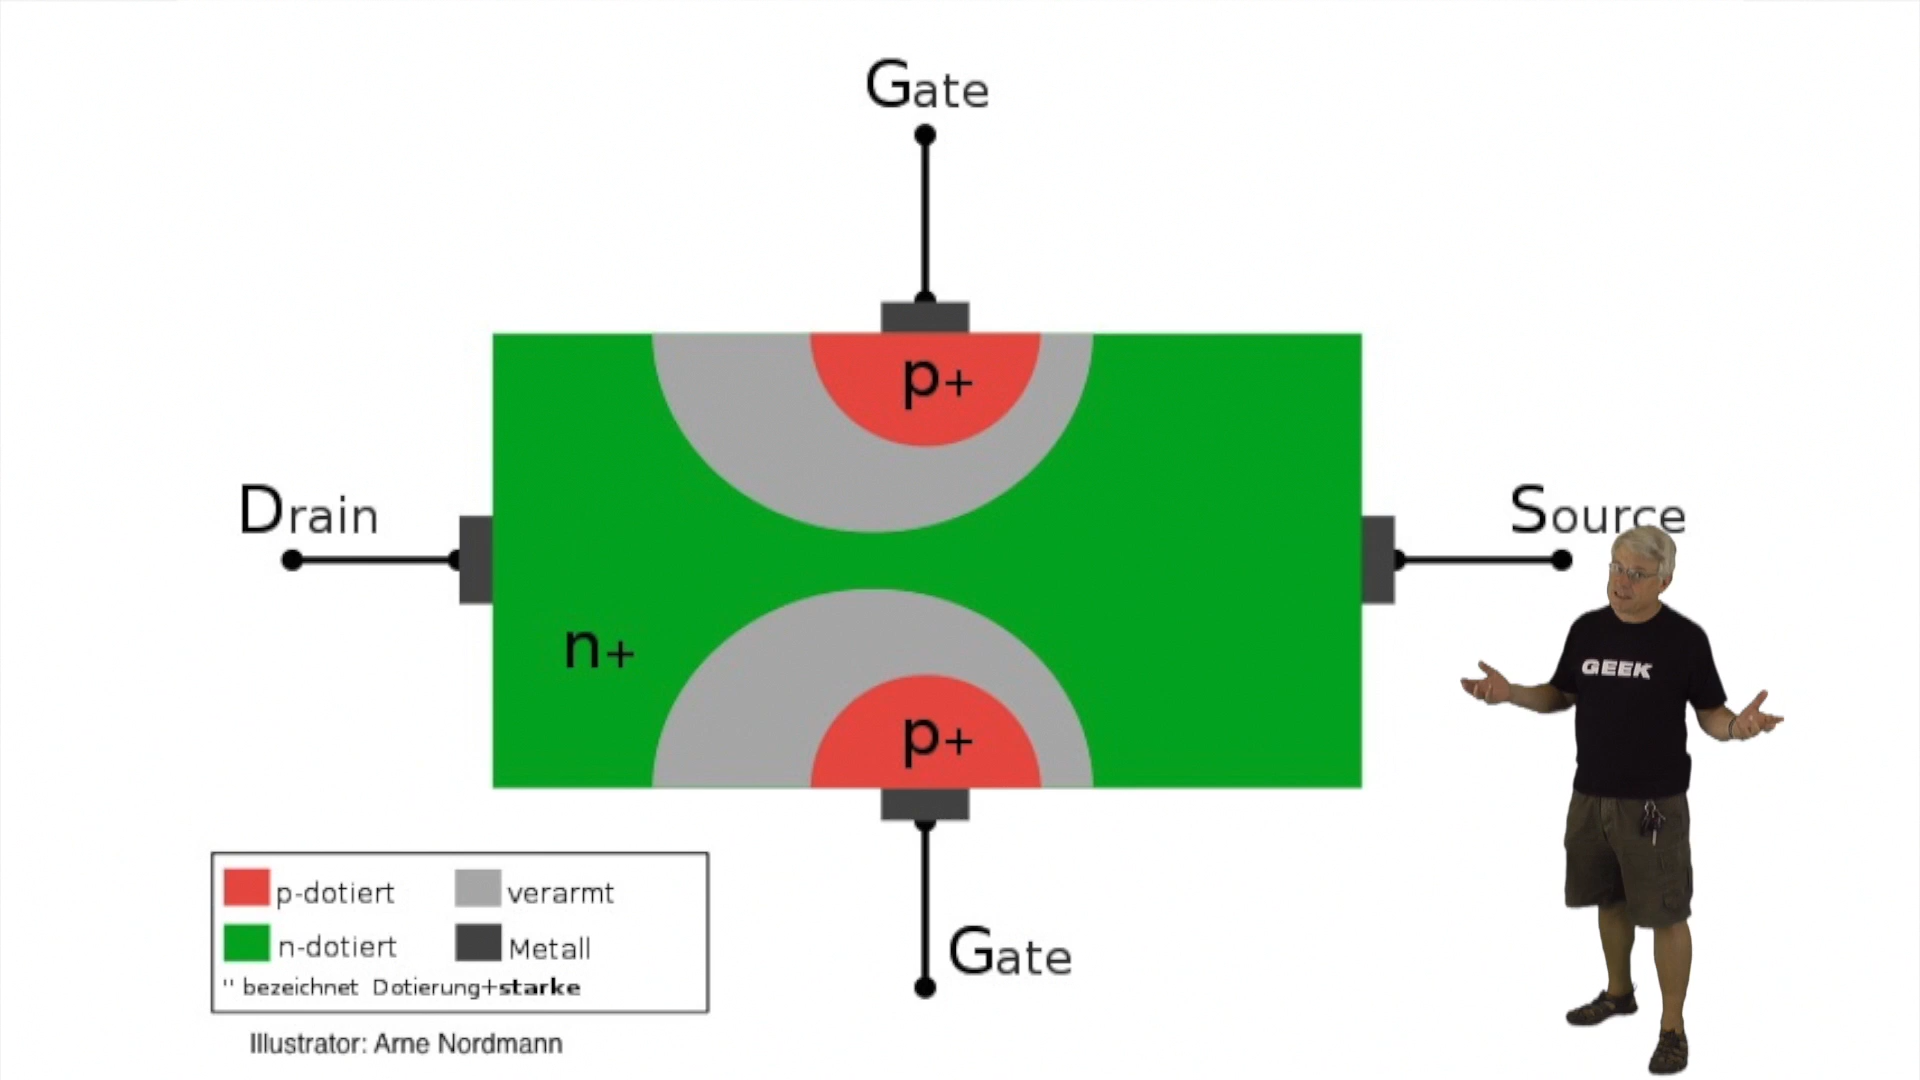 Gate
p+
Drain
Source
n+
GEEK
p+
p-dotiert
verarmt
n-dotiert
Metall
" bezeichnet Dotierung+starke
Gate
Illustrator: Arne Nordmann